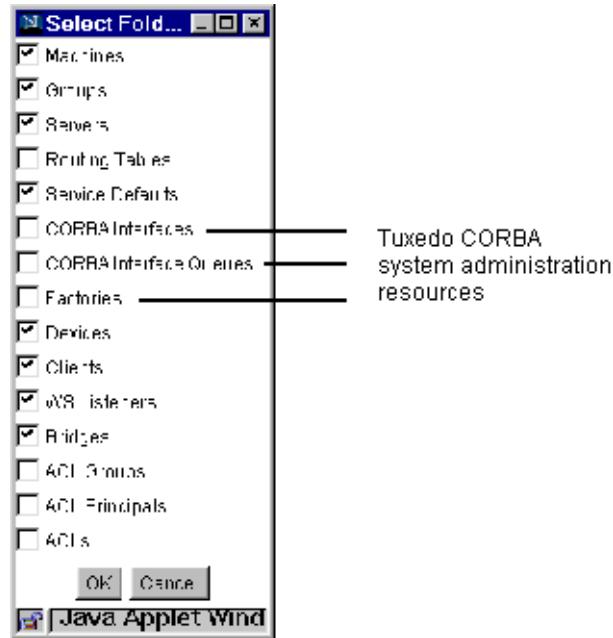 Select Fold...
Machines
Groups
Servers
Routing Tables
Service Defaults
CORBA Interfaces
CORBA Interface Queues
Factories
Devices
Clients
WS Listeners
Bridges
ACL Groups
ACL Principals
ACLs
OK Cancel
Java Applet Wind
Tuxedo CORBA
system administration
resources